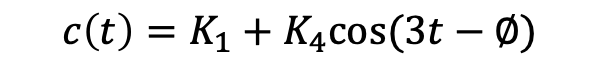 c(t) = K₁ + K₄cos(3t − ∅)